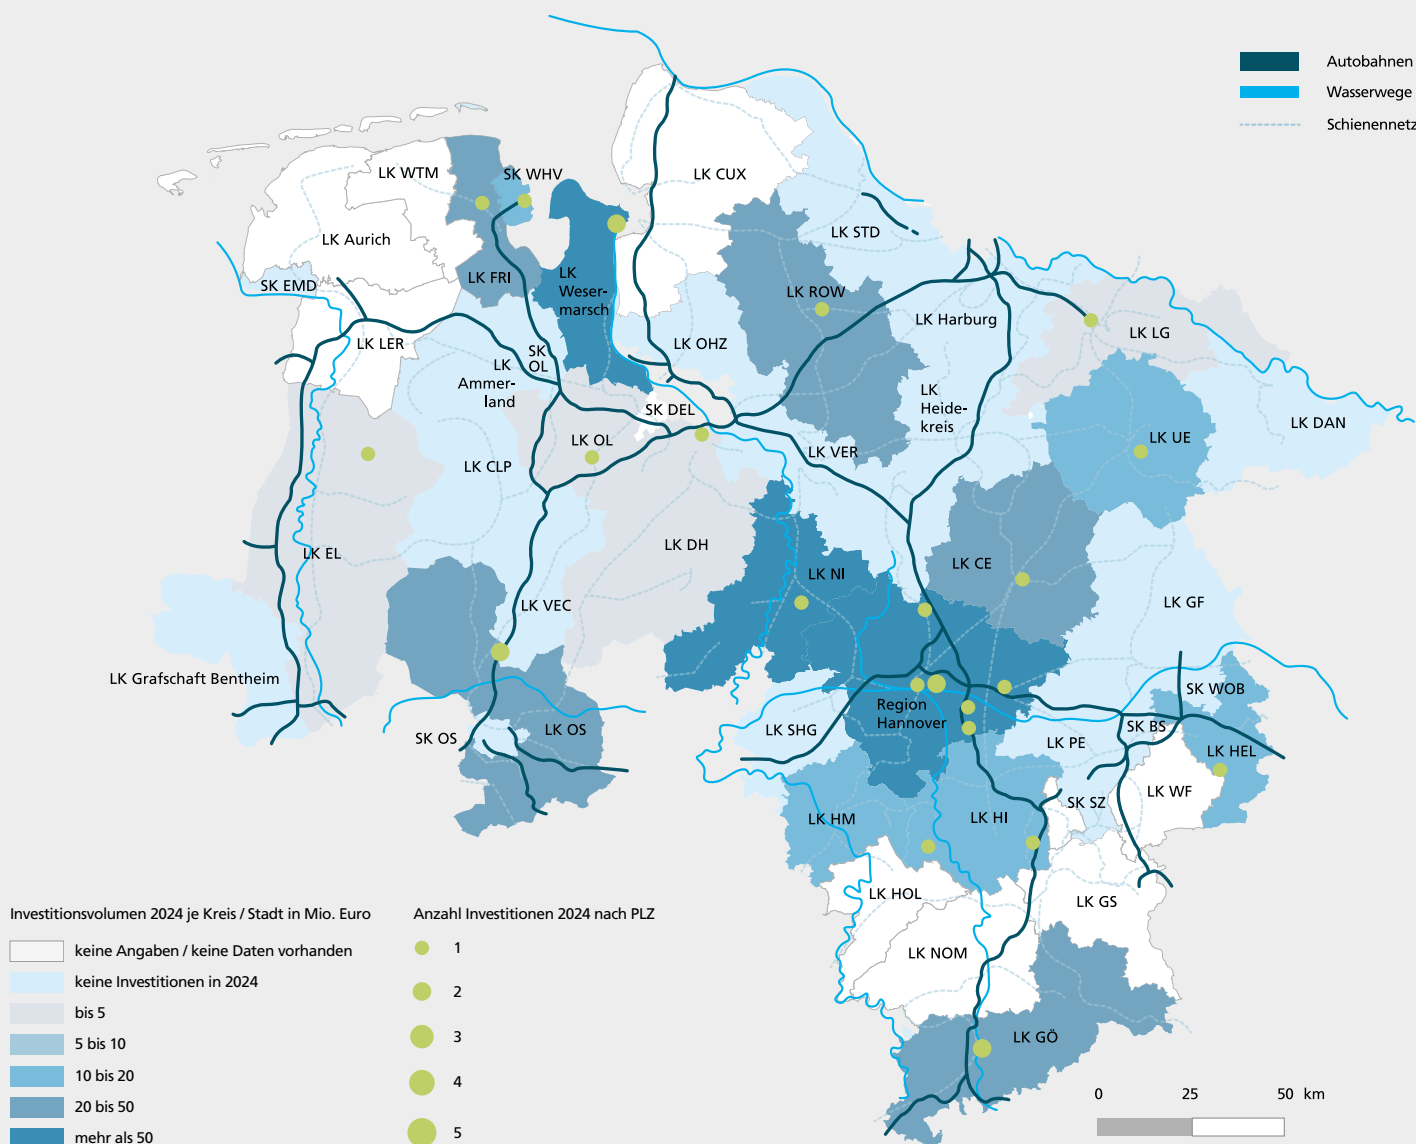 Autobahnen
Wasserwege
Schienennetz
LK WTM
SK WHV
LK CUX
LK Aurich
LK STD
SK EMD
LK FRI
LK
Weser-
marsch
LK ROW
LK Harburg
LK LG
LK LER
LK OHZ
SK
OL
LK
Ammer-
land
LK
Heide-
kreis
SK DEL
LK OL
LK DAN
LK UE
LK CLP
LK VER
LK EL
LK DH
LK NI
LK CE
LK VEC
LK GF
LK Grafschaft Bentheim
SK WOB
Region
Hannover
SK OS
LK OS
LK SHG
LK PE
SK BS
LK HEL
LK HM
LK HI
SK SZ
LK WF
LK HOL
LK GS
LK NOM
LK GÖ
Investitionsvolumen 2024 je Kreis / Stadt in Mio. Euro
keine Angaben / keine Daten vorhanden
keine Investitionen in 2024
bis 5
5 bis 10
10 bis 20
20 bis 50
mehr als 50
Anzahl Investitionen 2024 nach PLZ
1
2
3
4
5
0 25 50 km